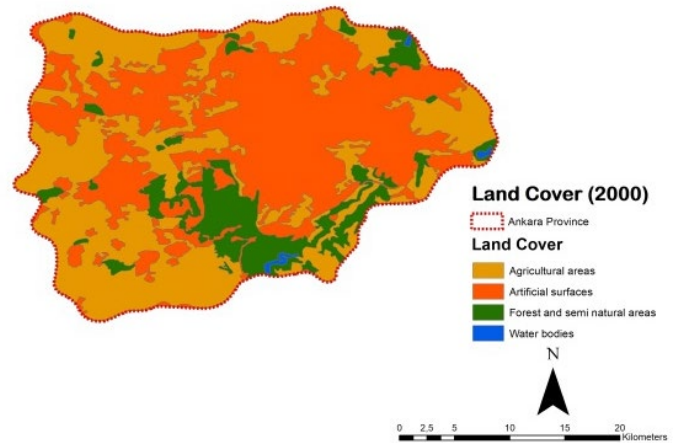 Land Cover (2000)
Ankara Province
Land Cover
Agricultural areas
Artificial surfaces
Forest and semi natural areas
Water bodies
N
0 2,5 5 10 15 20
Kilometers